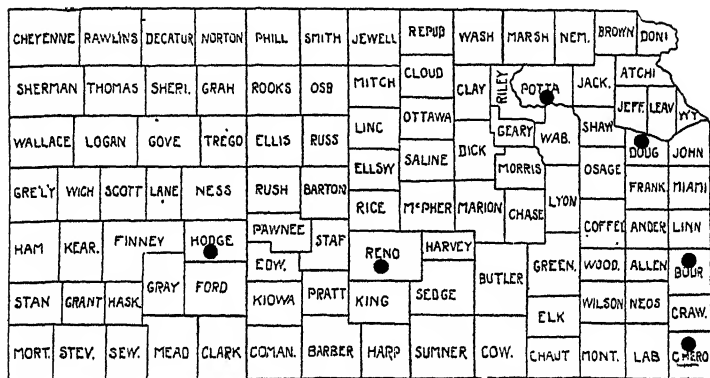 CHEYENNE RAWLINS DECATUR NORTON PHILL SMITH JEWELL REPUB WASH MARSH NEM. BROWN DONI
SHERMAN THOMAS SHERI. GRAH ROOKS OSB MITCH CLOUD CLAY RILEY POTTA JACK. ATCHI
JEFF. LEAV WY
WALLACE LOGAN GOVE TREGO ELLIS RUSS LINC OTTAWA GEARY WAB. SHAW DOUG JOHN
ELLSW SALINE DICK MORRIS OSAGE
GRE'LY WICH SCOTT LANE NESS RUSH BARTON RICE McPHER MARION CHASE LYON FRANK MIAMI
COFFEY ANDER LINN
HAM KEAR. FINNEY HODGE PAWNEE STAF RENO HARVEY
EDW. BUTLER GREEN. WOOD. ALLEN BOUR
STAN GRANT HASK. GRAY FORD KIOWA PRATT KING SEDGE ELK WILSON NEOS CRAW.
MORT. STEV. SEW. MEAD CLARK COMAN. BARBER HARP SUMNER COW. CHAUT MONT. LAB CHERO